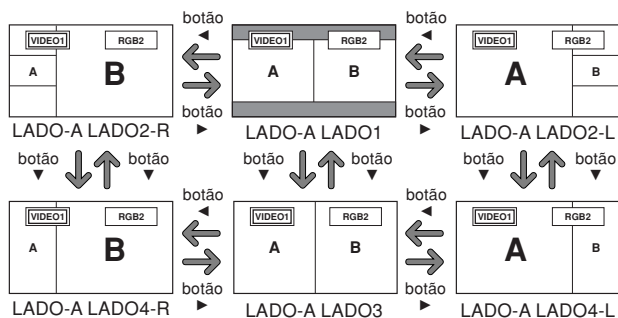 botão
VIDEO1 RGB2 ◄ VIDEO1 RGB2 ◄ VIDEO1 RGB2
A B A B A B
botão botão
LADO-A LADO2-R ► LADO-A LADO1 ► LADO-A LADO2-L
botão botão botão botão botão botão
▼ ▼ ▼ ▼ ▼ ▼
botão botão
◄ ◄
VIDEO1 RGB2 VIDEO1 RGB2 VIDEO1 RGB2
A B A B A B
botão botão
LADO-A LADO4-R ► LADO-A LADO3 ► LADO-A LADO4-L